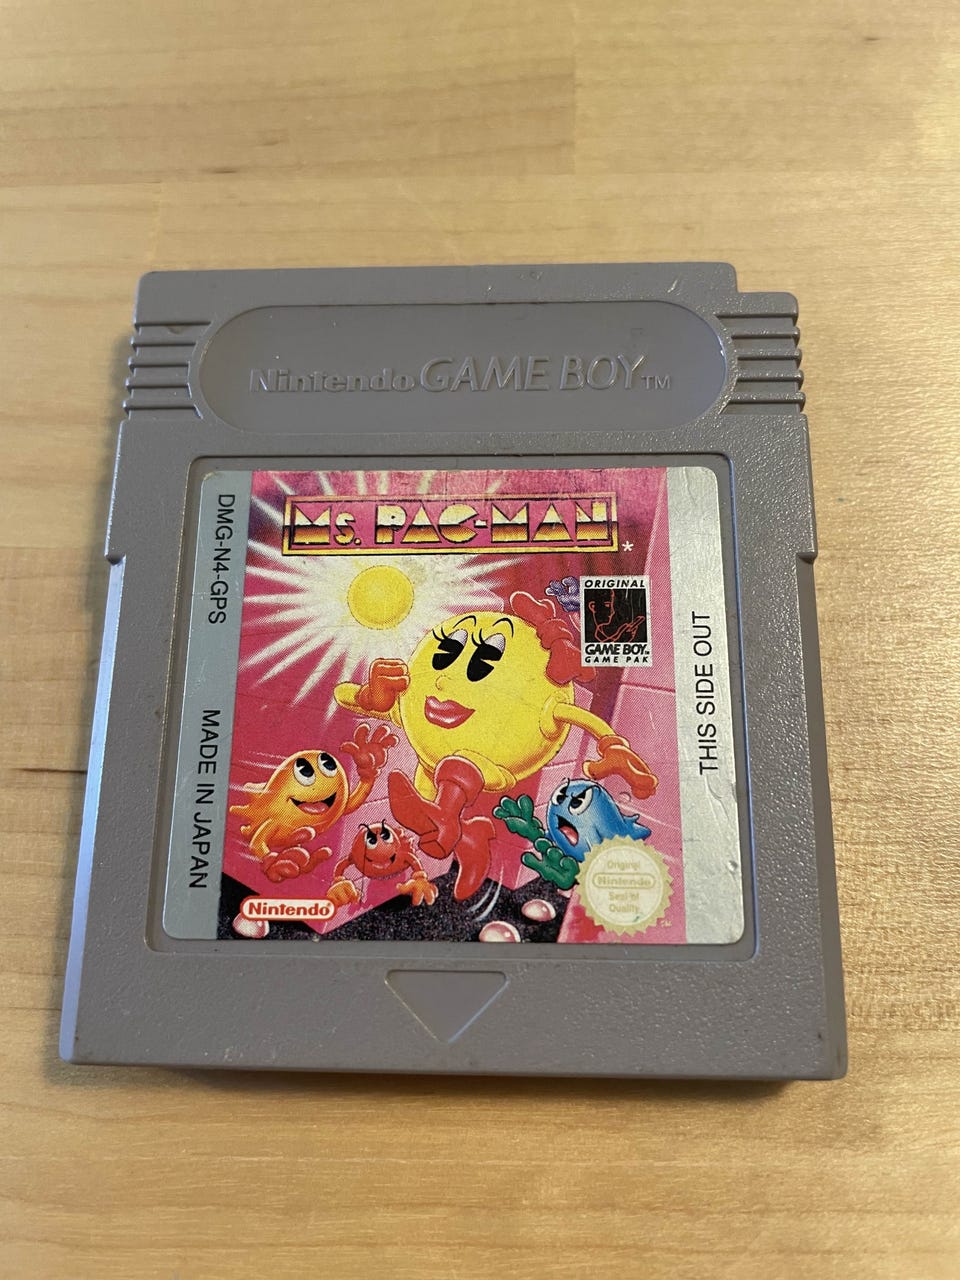 Nintendo GAME BOY TM
DMG-N4-GPS
MADE IN JAPAN
Ms. PAC-MAN
*
ORIGINAL
GAME BOY™
GAME PAK
THIS SIDE OUT
Nintendo®
Original
Nintendo
Seal of
Quality